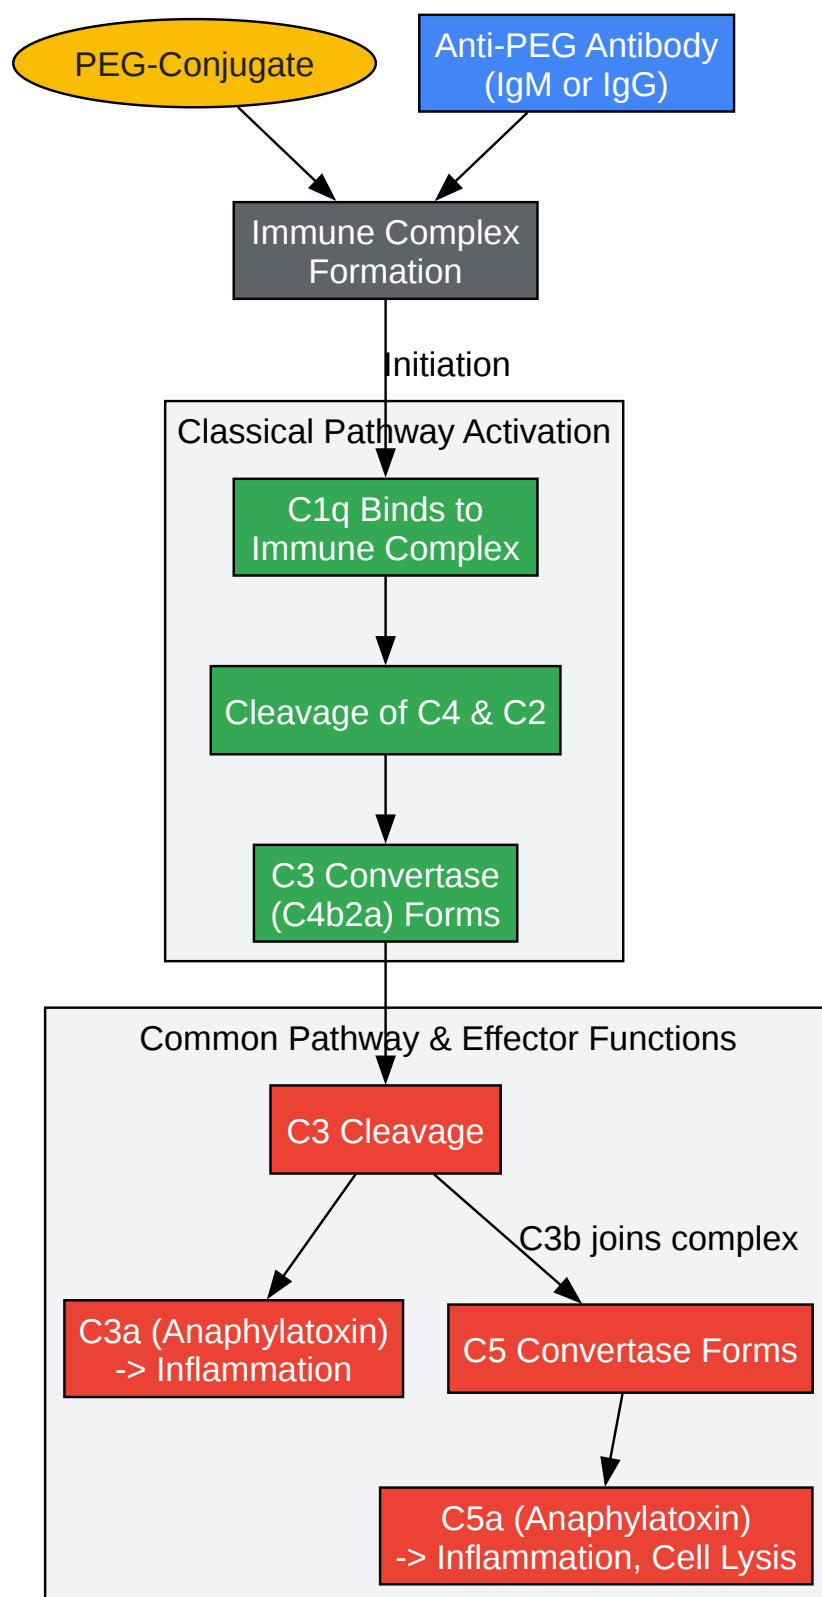 PEG-Conjugate
Anti-PEG Antibody
(IgM or IgG)
Immune Complex
Formation
Initiation
Classical Pathway Activation
C1q Binds to
Immune Complex
Cleavage of C4 & C2
C3 Convertase
(C4b2a) Forms
Common Pathway & Effector Functions
C3 Cleavage
C3b joins complex
C3a (Anaphylatoxin)
-> Inflammation
C5 Convertase Forms
C5a (Anaphylatoxin)
-> Inflammation, Cell Lysis